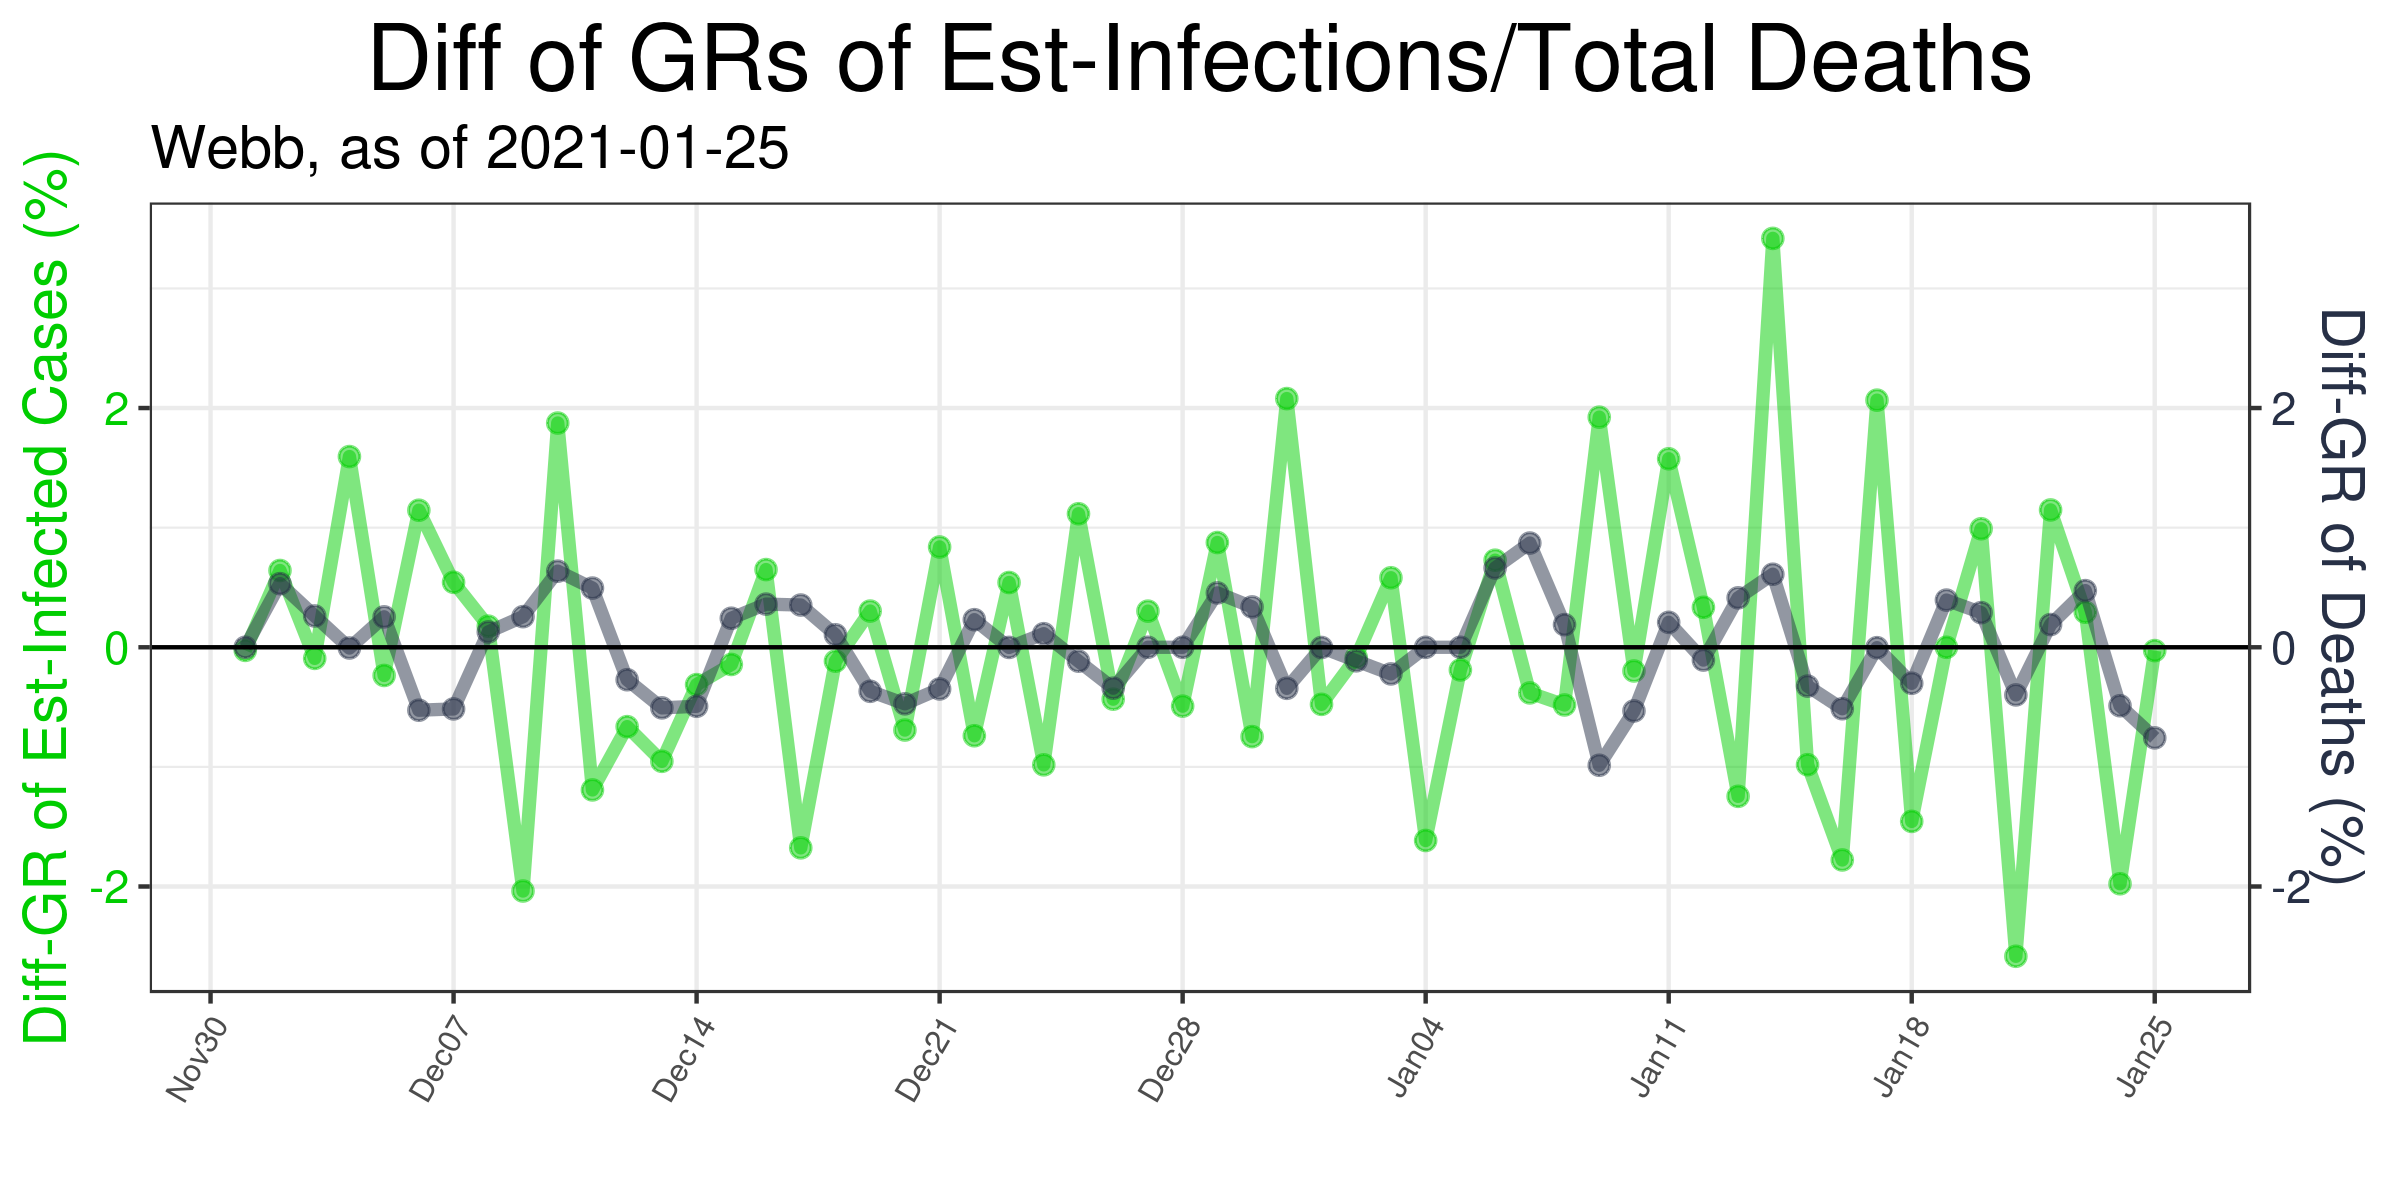 Diff of GRs of Est-Infections/Total Deaths
Webb, as of 2021-01-25
Diff-GR of Est-Infected Cases (%)
2
0
-2
2
0
-2
Diff-GR of Deaths (%)
Nov30
Dec07
Dec14
Dec21
Dec28
Jan04
Jan11
Jan18
Jan25